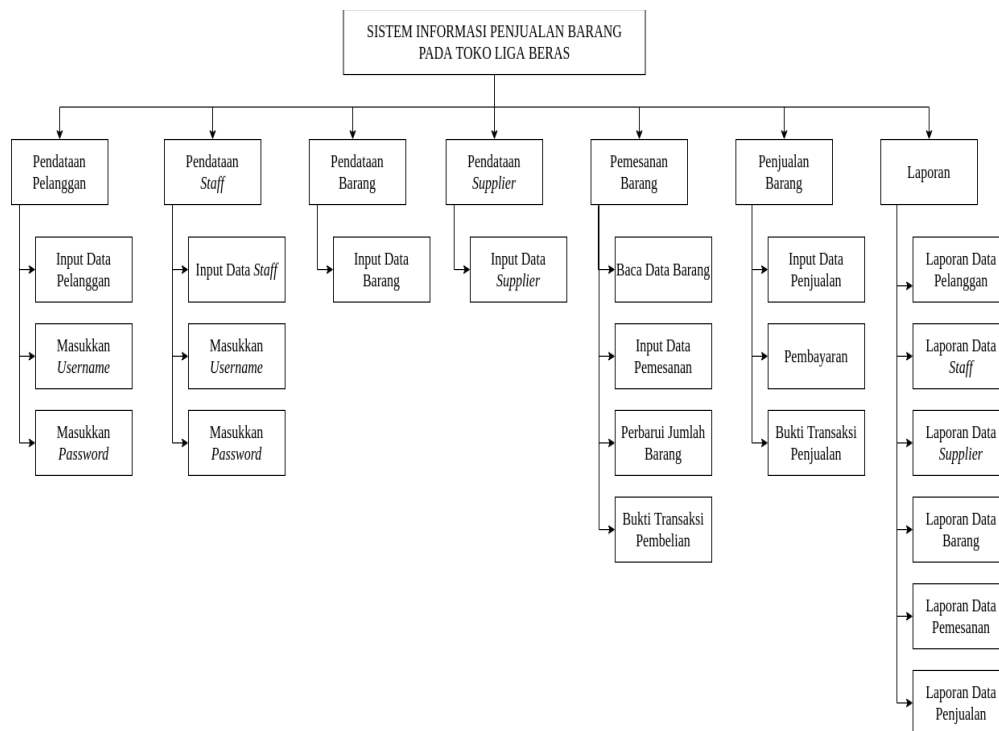 SISTEM INFORMASI PENJUALAN BARANG
PADA TOKO LIGA BERAS
Pendataan
Pelanggan
Input Data
Pelanggan
Masukkan
Username
Masukkan
Password
Pendataan
Staff
Input Data Staff
Masukkan
Username
Masukkan
Password
Pendataan
Barang
Input Data
Barang
Pendataan
Supplier
Input Data
Supplier
Pemesanan
Barang
Baca Data Barang
Input Data
Pemesanan
Perbarui Jumlah
Barang
Bukti Transaksi
Pembelian
Penjualan
Barang
Input Data
Penjualan
Pembayaran
Bukti Transaksi
Penjualan
Laporan
Laporan Data
Pelanggan
Laporan Data
Staff
Laporan Data
Supplier
Laporan Data
Barang
Laporan Data
Pemesanan
Laporan Data
Penjualan